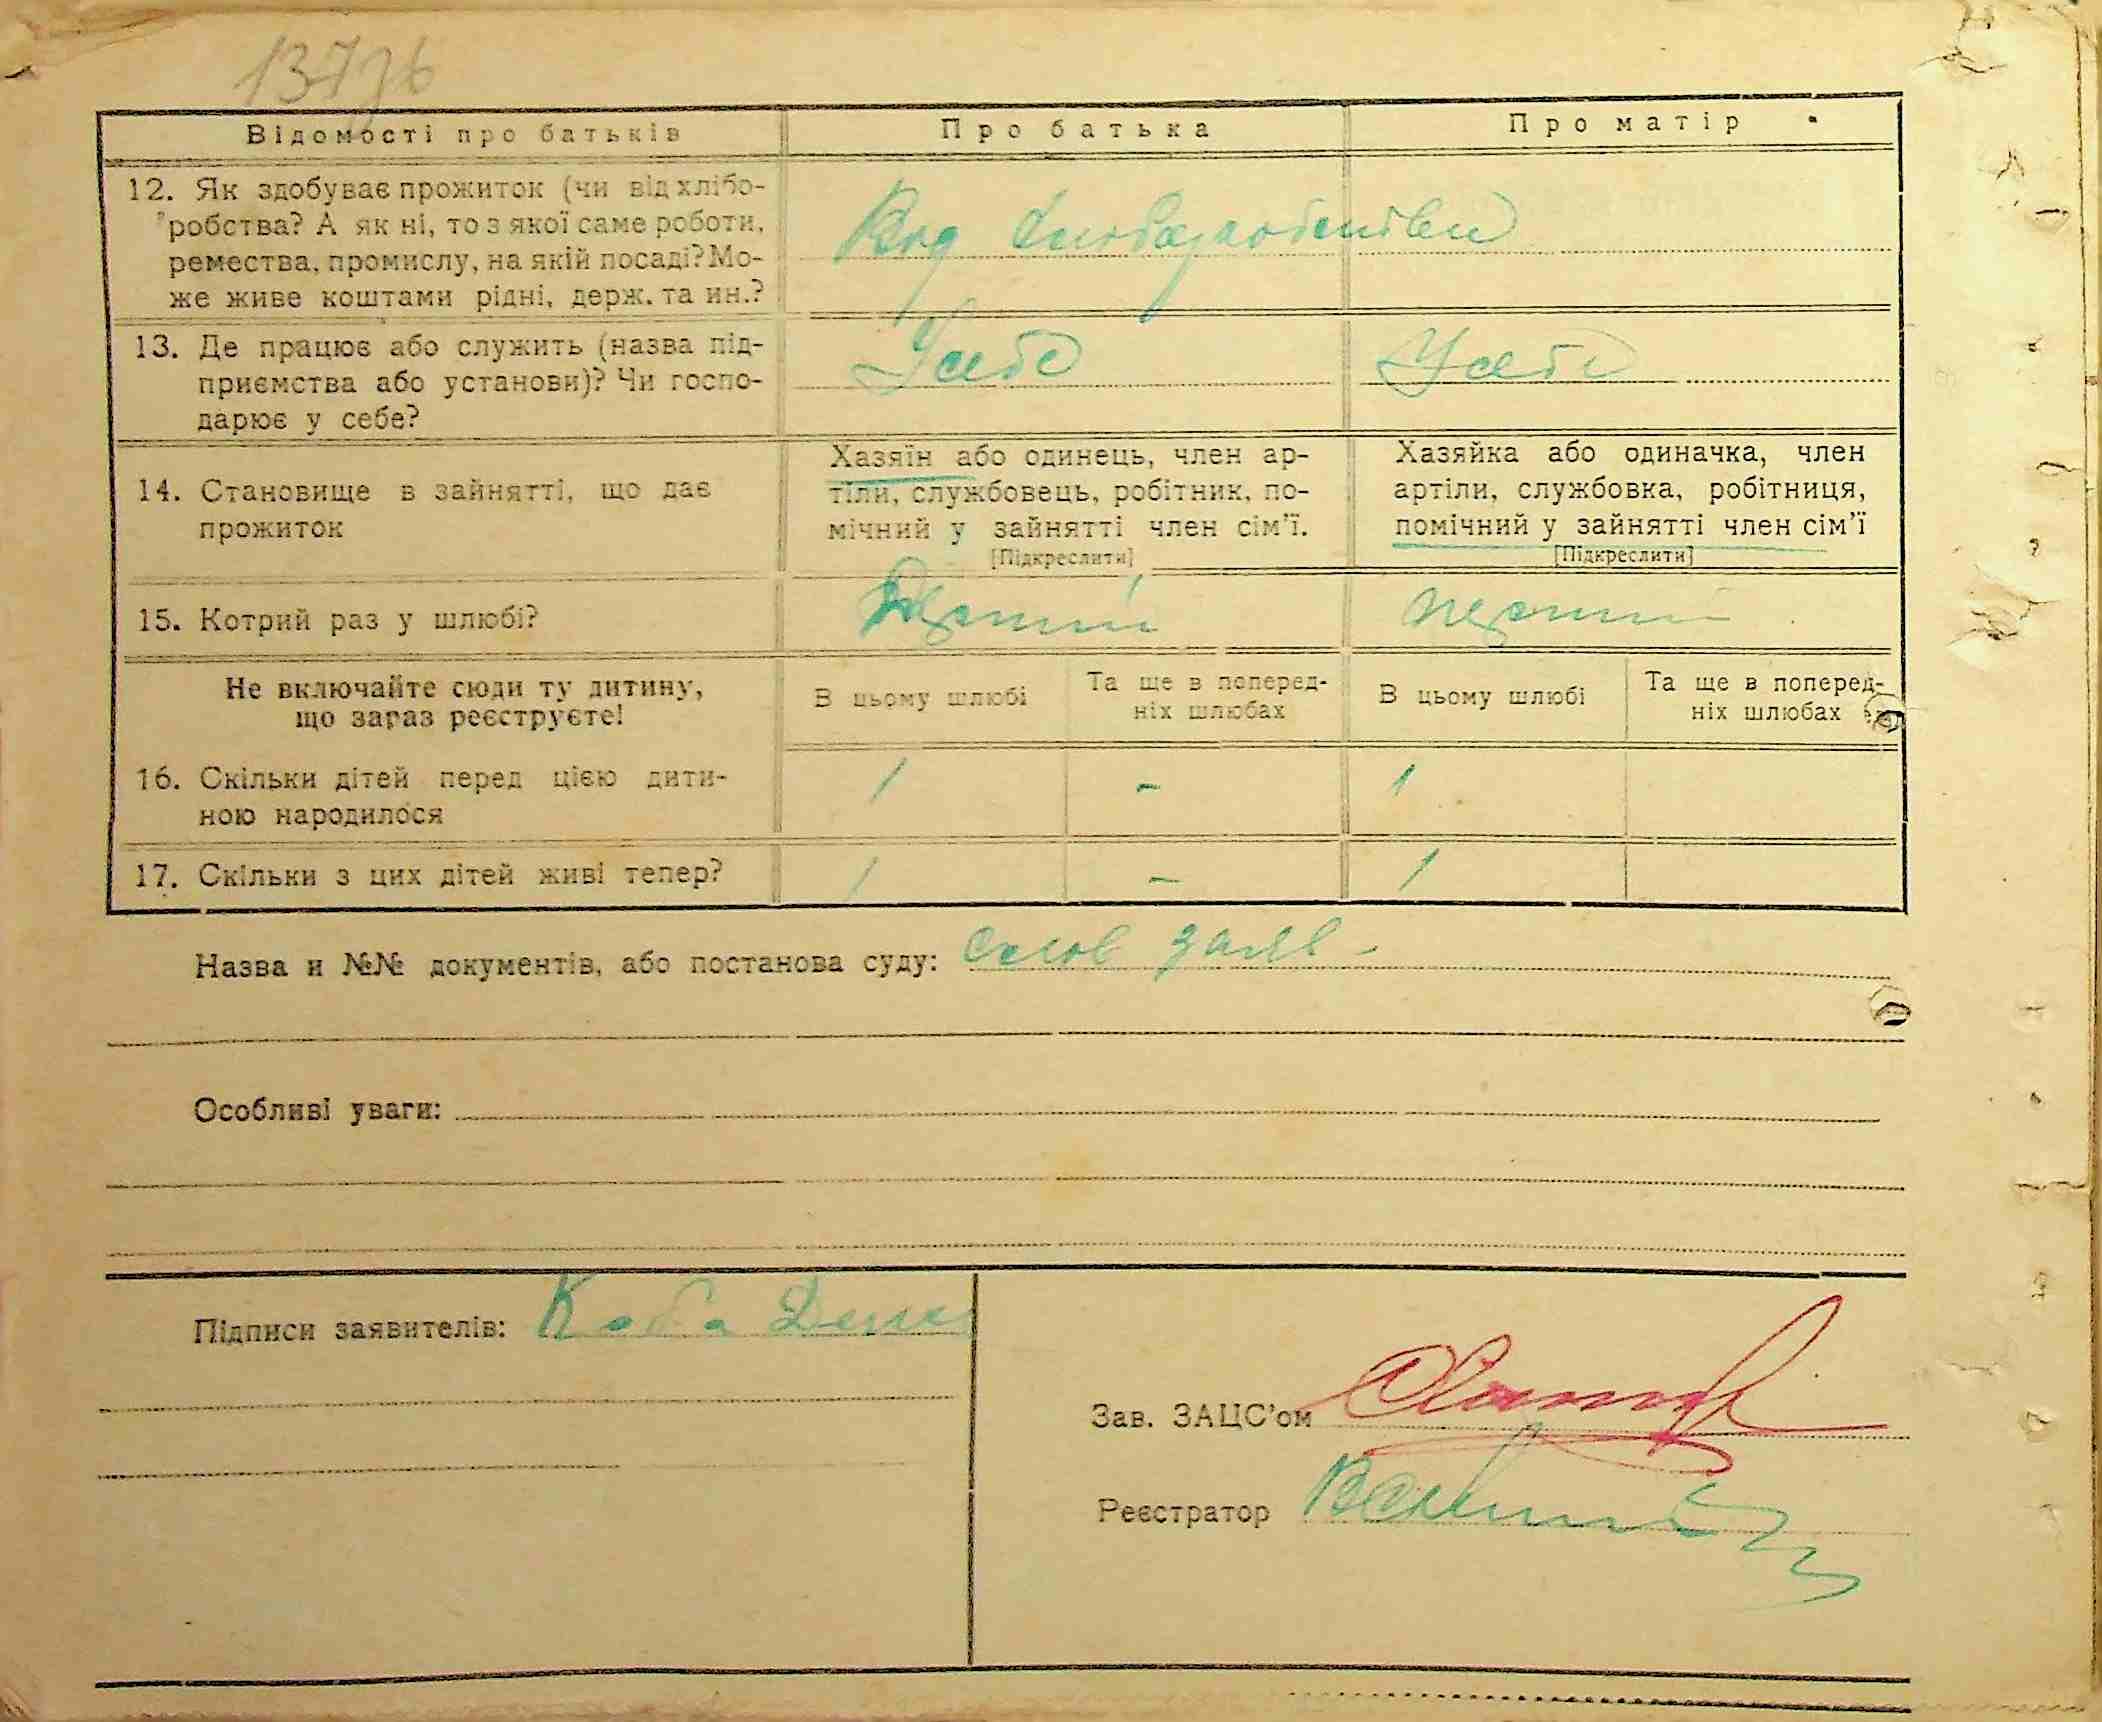 137зв
Відомості про батьків
Про батька
Про матір
12. Як здобуває прожиток (чи від хлібо-
робства? А як ні, то з якої саме роботи,
ремества, промислу, на якій посаді? Мо-
же живе коштами рідні, держ. та ин.?
Від хлиборобства
13. Де працює або служить (назва під-
приємства або установи)? Чи госпо-
дарює у себе?
У себе
У себе
14. Становище в зайнятті, що дає
прожиток
Хазяїн або одинець, член ар-
тіли, службовець, робітник, по-
мічний у зайнятті член сім'ї.
[Підкреслити]
Хазяйка або одиначка, член
артіли, службовка, робітниця,
помічний у зайнятті член сім'ї
[Підкреслити]
15. Котрий раз у шлюбі?
Перший
перший
Не включайте сюди ту дитину,
що зараз реєструєте!
В цьому шлюбі
Та ще в поперед-
ніх шлюбах
В цьому шлюбі
Та ще в поперед-
ніх шлюбах
16. Скільки дітей перед цією дити-
ною народилося
1 - 1
17. Скільки з цих дітей живі тепер?
1 - 1
Назва и №№ документів, або постанова суду: слов заяв-
Особливі уваги:
Підписи заявителів: Коба
Зав. ЗАЦС'ом
Реєстратор